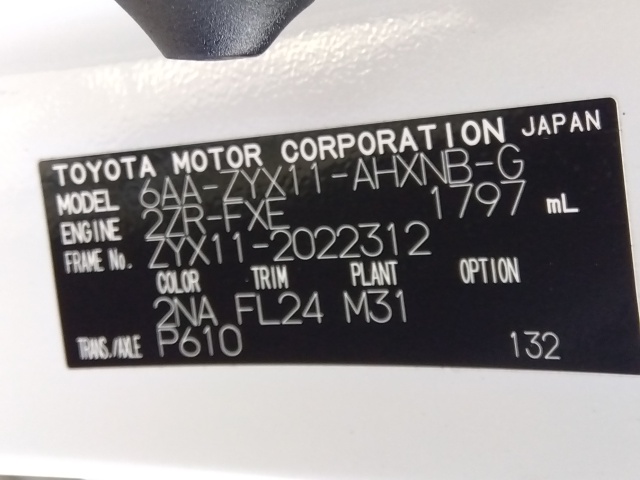 TOYOTA MOTOR CORPORATION JAPAN
MODEL 6AA-ZYX11-AHXNB-G
ENGINE 2ZR-FXE 1797 mL
FRAME No. ZYX11-2022312
COLOR TRIM PLANT OPTION
2NA FL24 M31
TRANS./AXLE P610 132